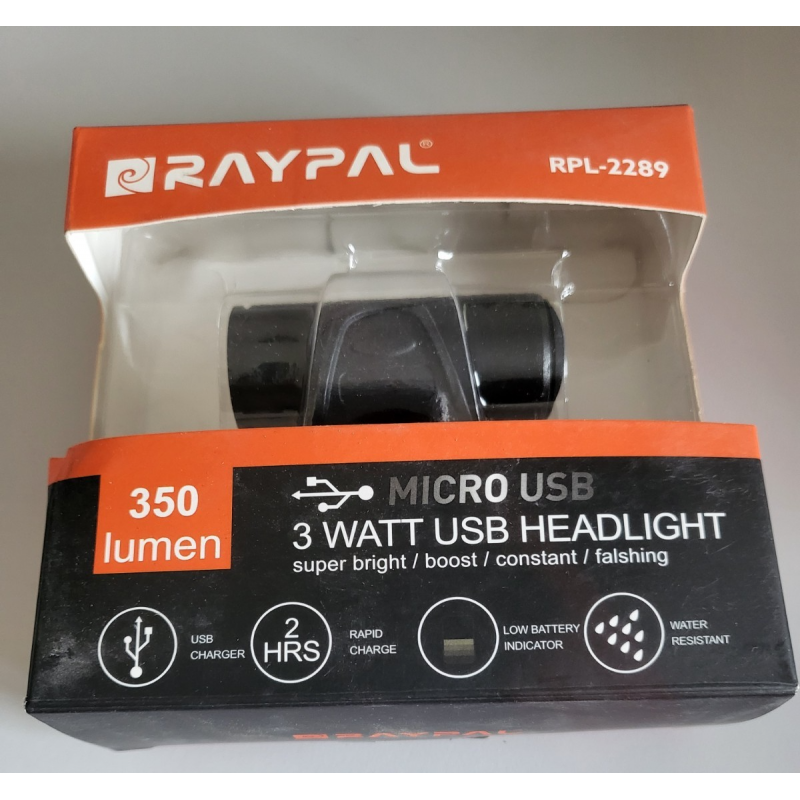 RAYPAL®
RPL-2289
350
lumen
MICRO USB
3 WATT USB HEADLIGHT
super bright / boost / constant / falshing
USB
CHARGER
2
HRS
RAPID
CHARGE
LOW BATTERY
INDICATOR
WATER
RESISTANT
RAYPAL